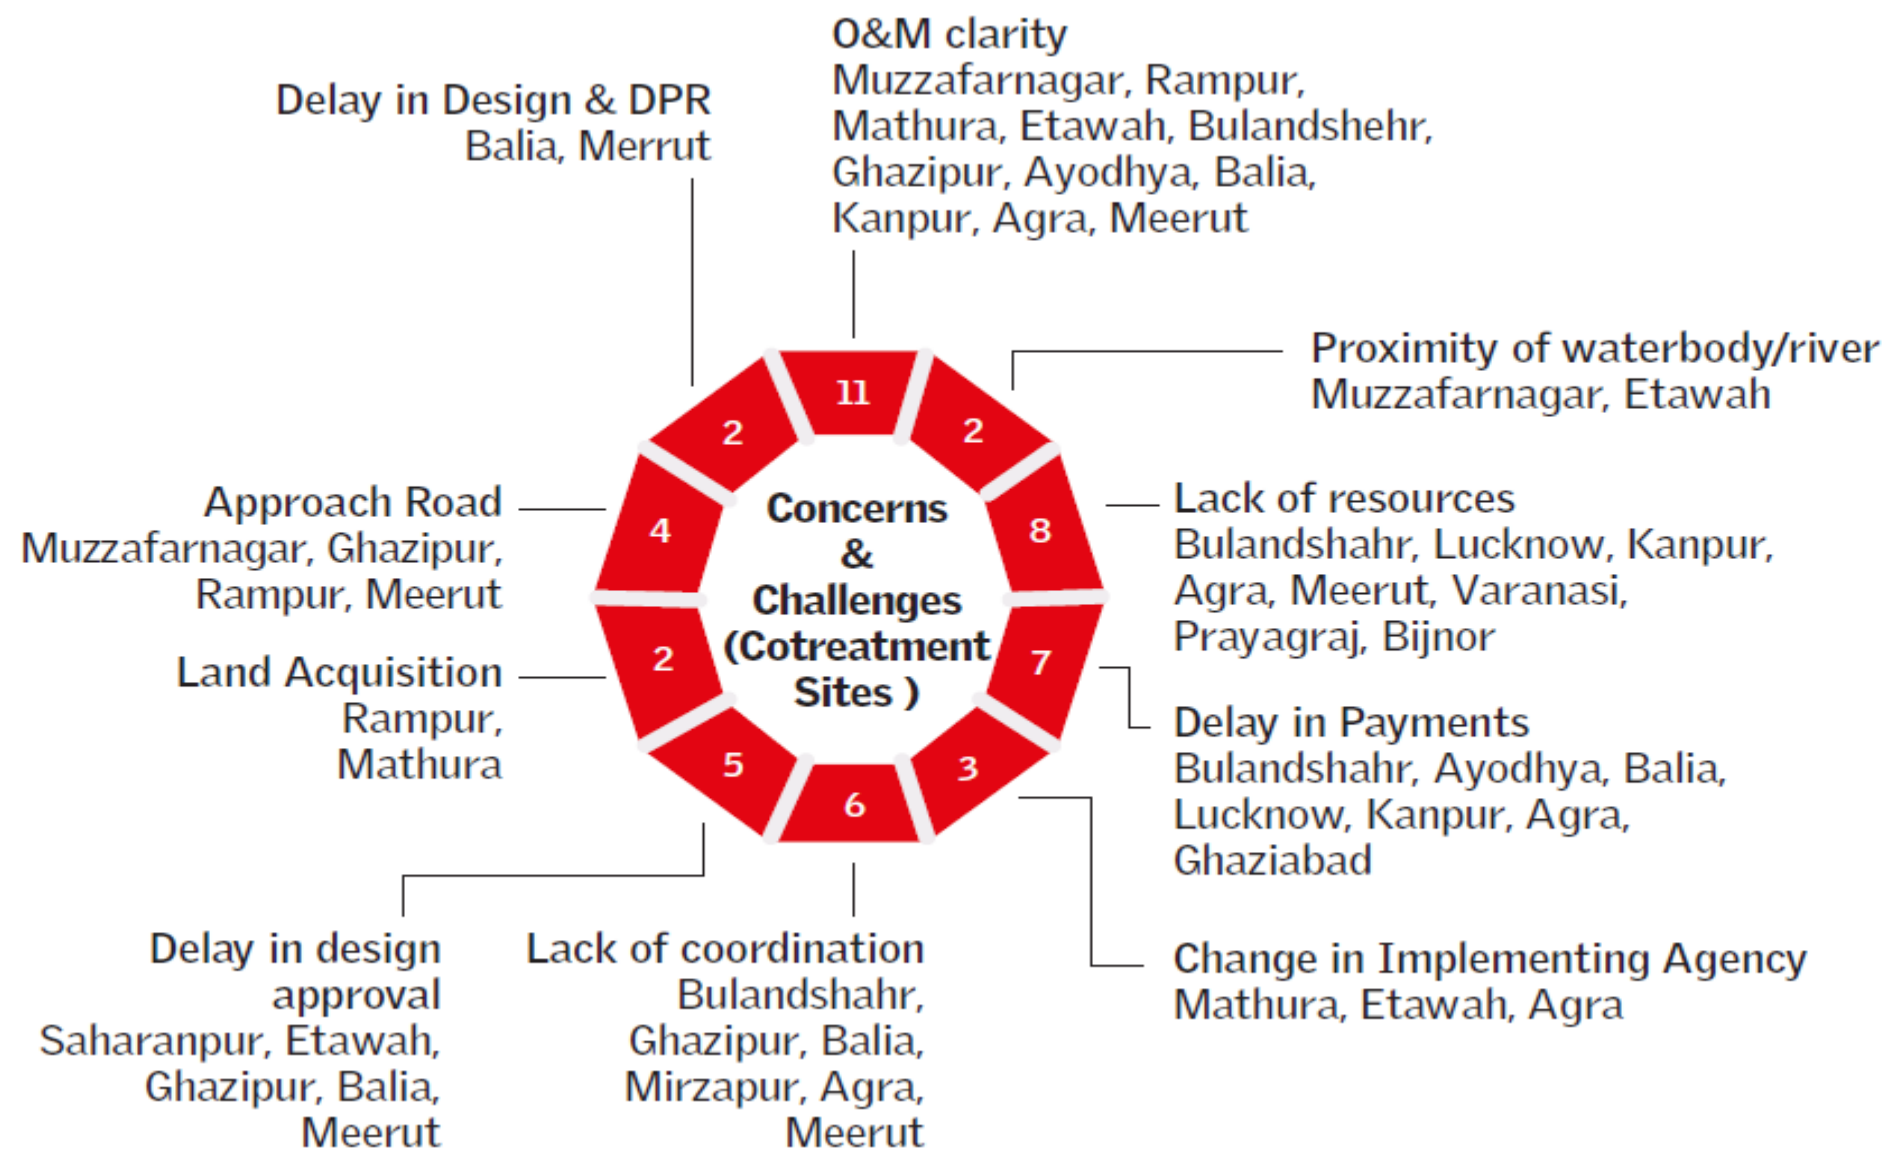 O&M clarity
Muzzafarnagar, Rampur,
Mathura, Etawah, Bulandshehr,
Ghazipur, Ayodhya, Balia,
Kanpur, Agra, Meerut
Delay in Design & DPR
Balia, Merrut
Proximity of waterbody/river
Muzzafarnagar, Etawah
Lack of resources
Bulandshahr, Lucknow, Kanpur,
Agra, Meerut, Varanasi,
Prayagraj, Bijnor
Delay in Payments
Bulandshahr, Ayodhya, Balia,
Lucknow, Kanpur, Agra,
Ghaziabad
Change in Implementing Agency
Mathura, Etawah, Agra
Lack of coordination
Bulandshahr,
Ghazipur, Balia,
Mirzapur, Agra,
Meerut
Delay in design
approval
Saharanpur, Etawah,
Ghazipur, Balia,
Meerut
Land Acquisition
Rampur,
Mathura
Approach Road
Muzzafarnagar, Ghazipur,
Rampur, Meerut
11
2
8
7
3
6
5
2
4
2
Concerns
&
Challenges
(Cotreatment
Sites )